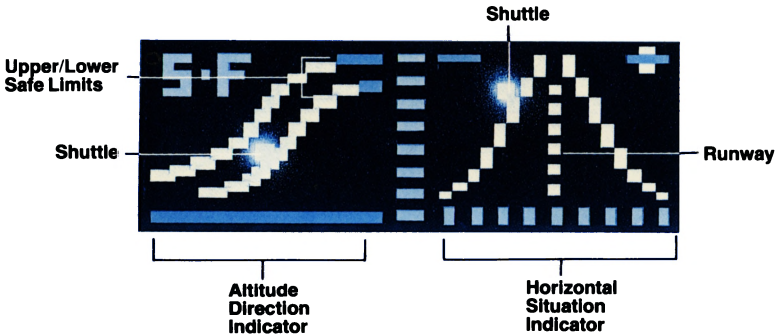 Shuttle
Upper/Lower
Safe Limits
S·F
Shuttle
Runway
Altitude
Direction
Indicator
Horizontal
Situation
Indicator